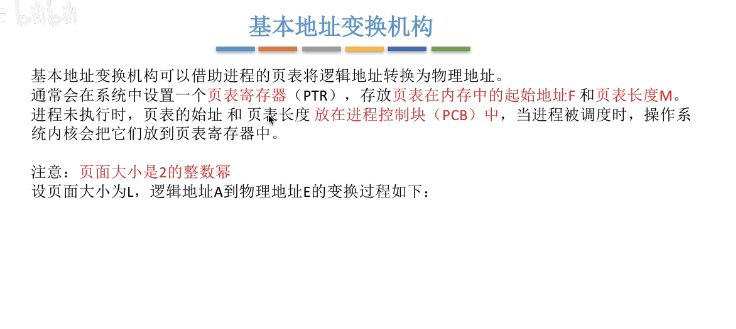 bilibili
基本地址变换机构
基本地址变换机构可以借助进程的页表将逻辑地址转换为物理地址。
通常会在系统中设置一个页表寄存器（PTR），存放页表在内存中的起始地址F 和页表长度M。
进程未执行时，页表的始址 和 页表长度 放在进程控制块（PCB）中，当进程被调度时，操作系
统内核会把它们放到页表寄存器中。
注意：页面大小是2的整数幂
设页面大小为L，逻辑地址A到物理地址E的变换过程如下：